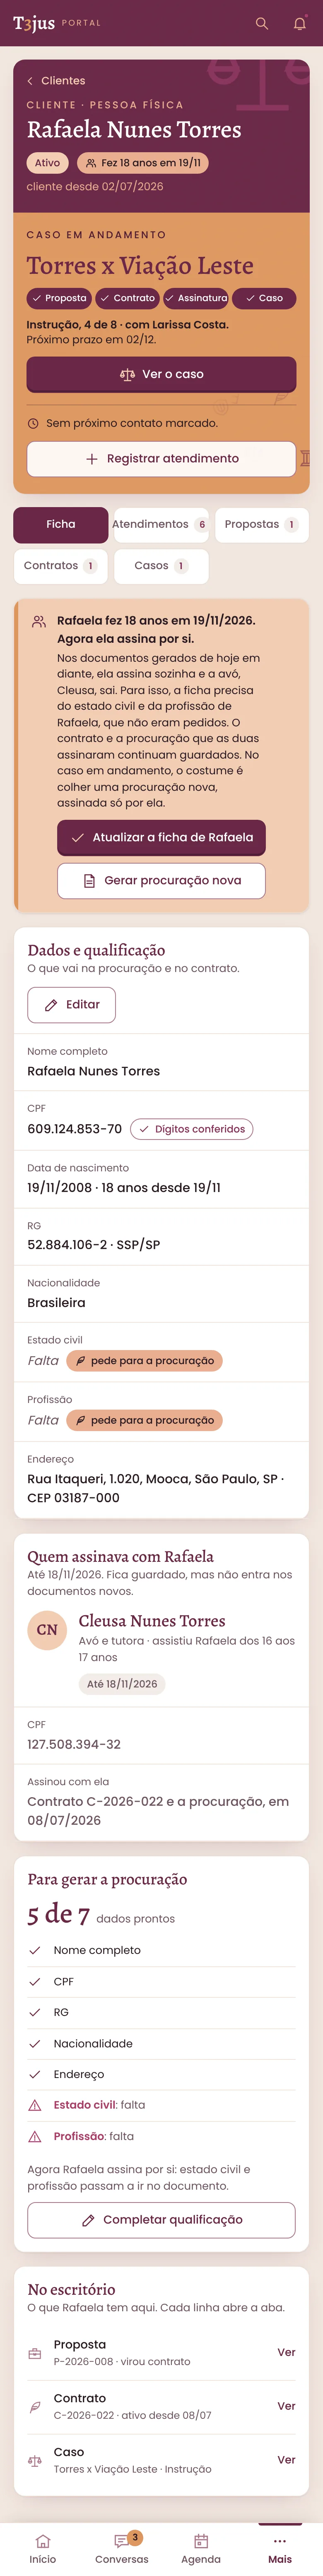 T3jus PORTAL
Clientes
CLIENTE · PESSOA FÍSICA
Rafaela Nunes Torres
Ativo
Fez 18 anos em 19/11
cliente desde 02/07/2026
CASO EM ANDAMENTO
Torres x Viação Leste
Proposta
Contrato
Assinatura
Caso
Instrução, 4 de 8 · com Larissa Costa.
Próximo prazo em 02/12.
Ver o caso
Sem próximo contato marcado.
Registrar atendimento
Ficha
Atendimentos 6
Propostas 1
Contratos 1
Casos 1
Rafaela fez 18 anos em 19/11/2026.
Agora ela assina por si.
Nos documentos gerados de hoje em
diante, ela assina sozinha e a avó,
Cleusa, sai. Para isso, a ficha precisa
do estado civil e da profissão de
Rafaela, que não eram pedidos. O
contrato e a procuração que as duas
assinaram continuam guardados. No
caso em andamento, o costume é
colher uma procuração nova,
assinada só por ela.
Atualizar a ficha de Rafaela
Gerar procuração nova
Dados e qualificação
O que vai na procuração e no contrato.
Editar
Nome completo
Rafaela Nunes Torres
CPF
609.124.853-70
Dígitos conferidos
Data de nascimento
19/11/2008 · 18 anos desde 19/11
RG
52.884.106-2 · SSP/SP
Nacionalidade
Brasileira
Estado civil
Falta
pede para a procuração
Profissão
Falta
pede para a procuração
Endereço
Rua Itaqueri, 1.020, Mooca, São Paulo, SP ·
CEP 03187-000
Quem assinava com Rafaela
Até 18/11/2026. Fica guardado, mas não entra nos
documentos novos.
CN
Cleusa Nunes Torres
Avó e tutora · assistiu Rafaela dos 16 aos
17 anos
Até 18/11/2026
CPF
127.508.394-32
Assinou com ela
Contrato C-2026-022 e a procuração, em
08/07/2026
Para gerar a procuração
5 de 7 dados prontos
Nome completo
CPF
RG
Nacionalidade
Endereço
Estado civil: falta
Profissão: falta
Agora Rafaela assina por si: estado civil e
profissão passam a ir no documento.
Completar qualificação
No escritório
O que Rafaela tem aqui. Cada linha abre a aba.
Proposta
P-2026-008 · virou contrato
Ver
Contrato
C-2026-022 · ativo desde 08/07
Ver
Caso
Torres x Viação Leste · Instrução
Ver
3
Início
Conversas
Agenda
Mais